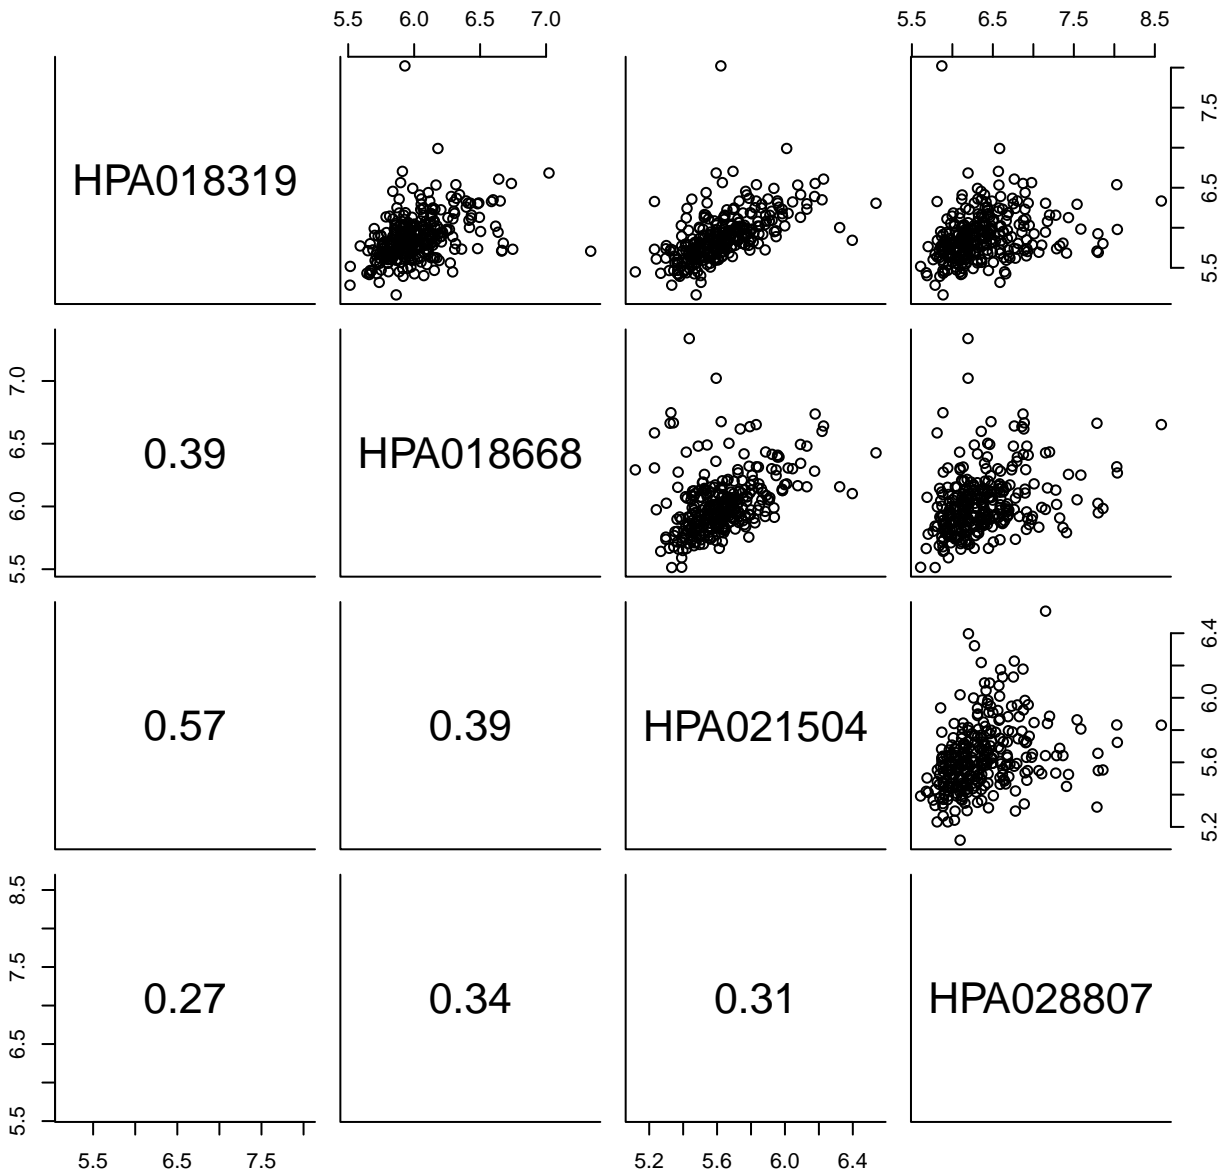 5.5 6.0 6.5 7.0 5.5 6.5 7.5 8.5
HPA018319
5.5 6.5 7.5
5.5 6.0 6.5 7.0
0.39 HPA018668
0.57 0.39 HPA021504
5.2 5.6 6.0 6.4
5.5 6.5 7.5 8.5
0.27 0.34 0.31 HPA028807
5.5 6.5 7.5 5.2 5.6 6.0 6.4